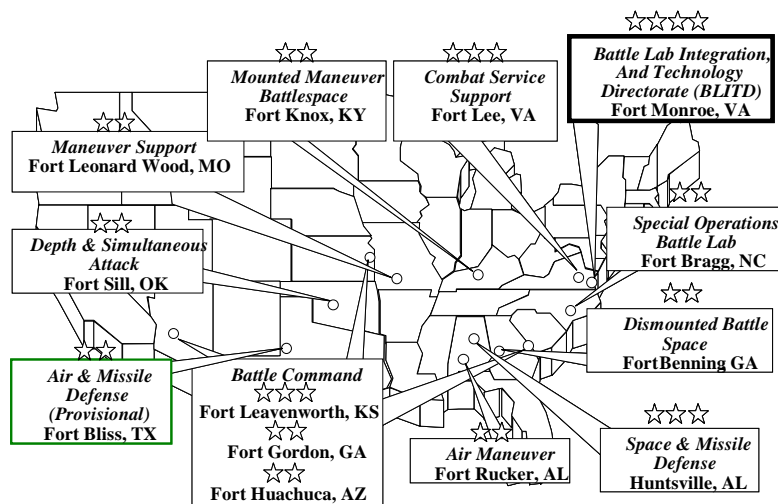 Mounted Maneuver
Battlespace
Fort Knox, KY
Combat Service
Support
Fort Lee, VA
Battle Lab Integration,
And Technology
Directorate (BLITD)
Fort Monroe, VA
Maneuver Support
Fort Leonard Wood, MO
Special Operations
Battle Lab
Fort Bragg, NC
Depth & Simultaneous
Attack
Fort Sill, OK
Dismounted Battle
Space
FortBenning GA
Air & Missile
Defense
(Provisional)
Fort Bliss, TX
Battle Command
Fort Leavenworth, KS
Fort Gordon, GA
Fort Huachuca, AZ
Air Maneuver
Fort Rucker, AL
Space & Missile
Defense
Huntsville, AL